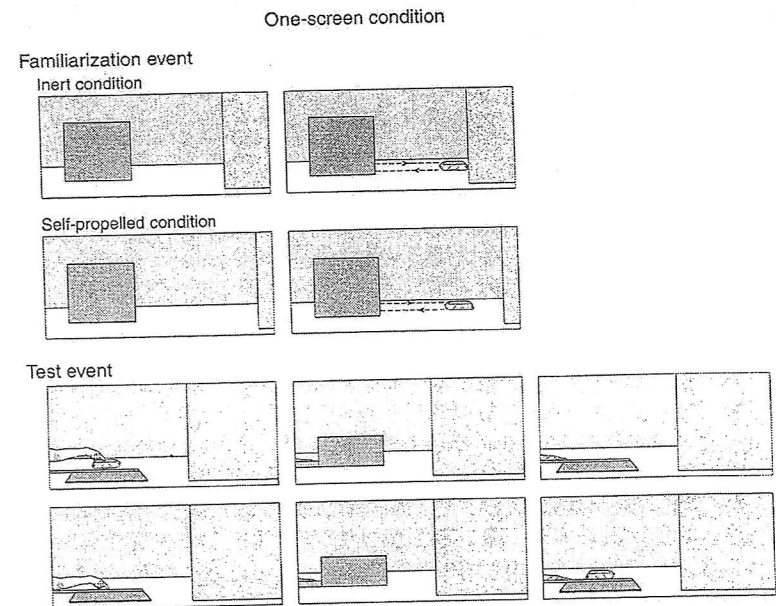 One-screen condition
Familiarization event
Inert condition
Self-propelled condition
Test event